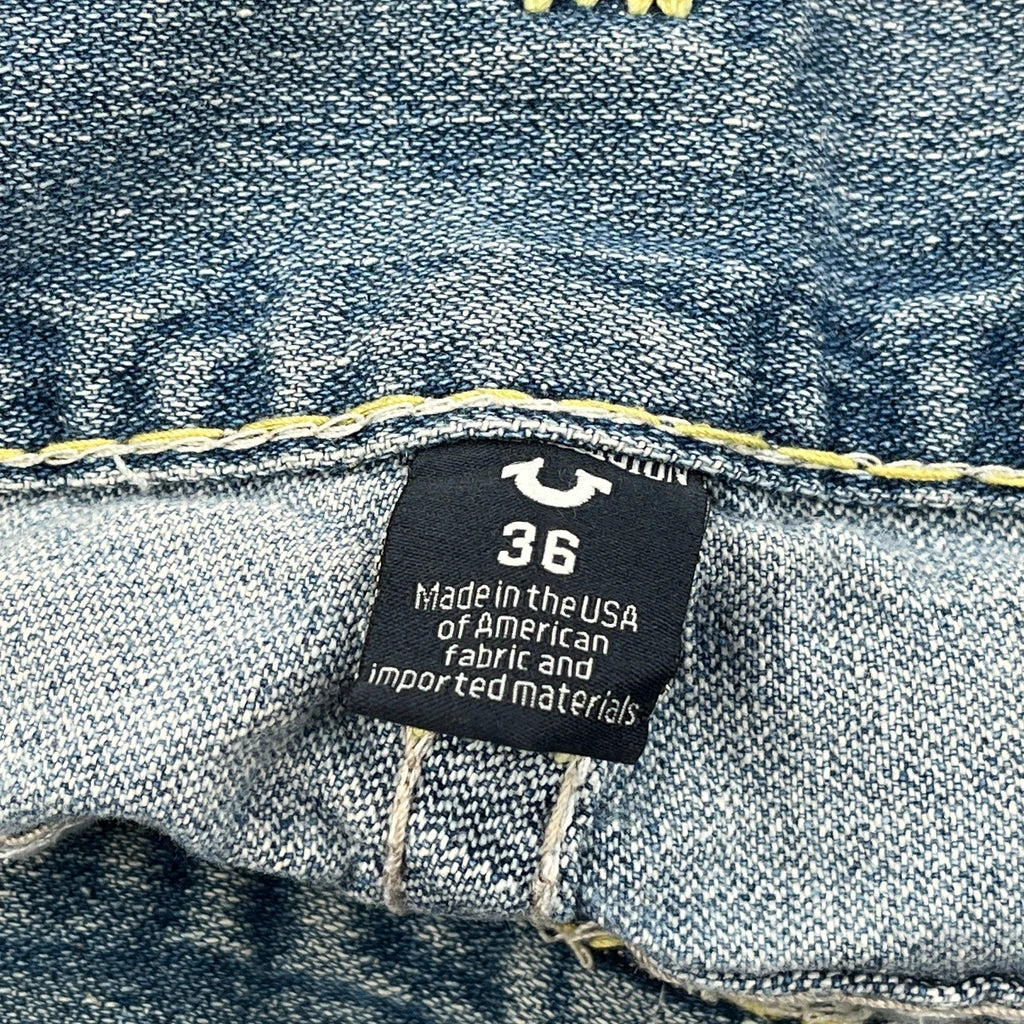 36
Made in the USA
of American
fabric and
imported materials